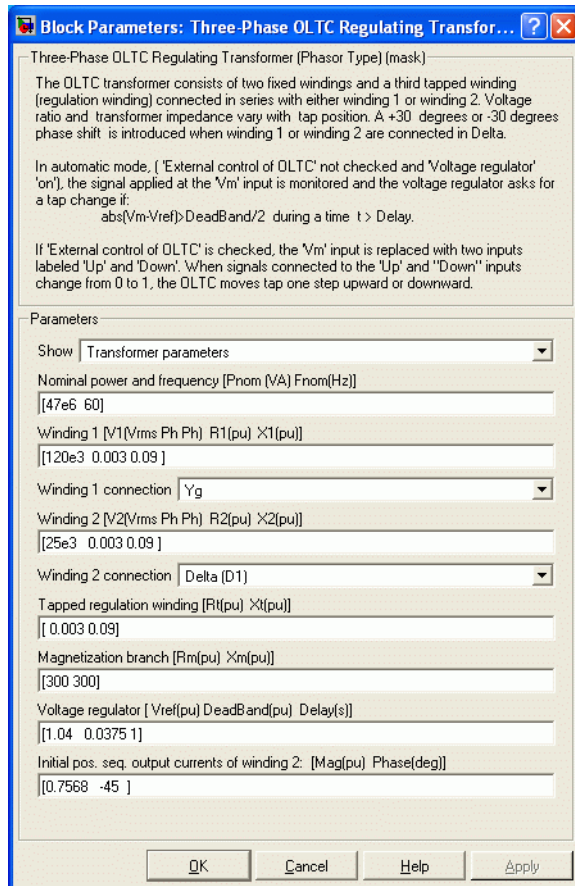 Block Parameters: Three-Phase OLTC Regulating Transfor...
Three-Phase OLTC Regulating Transformer (Phasor Type) (mask)
The OLTC transformer consists of two fixed windings and a third tapped winding
(regulation winding) connected in series with either winding 1 or winding 2. Voltage
ratio and transformer impedance vary with tap position. A +30 degrees or -30 degrees
phase shift is introduced when winding 1 or winding 2 are connected in Delta.
In automatic mode, ( 'External control of OLTC' not checked and 'Voltage regulator'
'on'), the signal applied at the 'Vm' input is monitored and the voltage regulator asks for
a tap change if:
abs(Vm-Vref)>DeadBand/2 during a time t > Delay.
If 'External control of OLTC' is checked, the 'Vm' input is replaced with two inputs
labeled 'Up' and 'Down'. When signals connected to the 'Up' and "Down" inputs
change from 0 to 1, the OLTC moves tap one step upward or downward.
Parameters
Show Transformer parameters
Nominal power and frequency [Pnom (VA) Fnom(Hz)]
[47e6 60]
Winding 1 [V1(Vrms Ph Ph) R1(pu) X1(pu)]
[120e3 0.003 0.09 ]
Winding 1 connection Yg
Winding 2 [V2(Vrms Ph Ph) R2(pu) X2(pu)]
[25e3 0.003 0.09 ]
Winding 2 connection Delta (D1)
Tapped regulation winding [Rt(pu) Xt(pu)]
[ 0.003 0.09]
Magnetization branch [Rm(pu) Xm(pu)]
[300 300]
Voltage regulator [ Vref(pu) DeadBand(pu) Delay(s)]
[1.04 0.0375 1]
Initial pos. seq. output currents of winding 2: [Mag(pu) Phase(deg)]
[0.7568 -45 ]
OK Cancel Help Apply